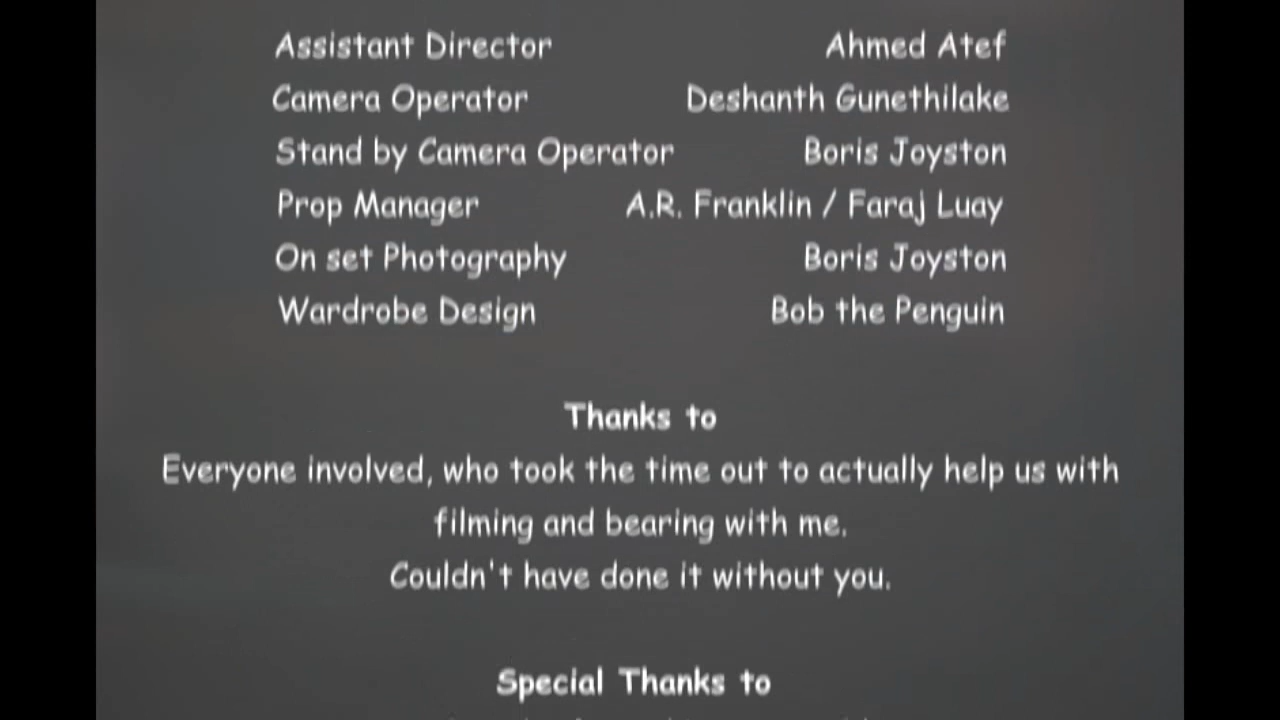 Assistant Director Ahmed Atef
Camera Operator Deshanth Gunethilake
Stand by Camera Operator Boris Joyston
Prop Manager A.R. Franklin / Faraj Luay
On set Photography Boris Joyston
Wardrobe Design Bob the Penguin
Thanks to
Everyone involved, who took the time out to actually help us with
filming and bearing with me.
Couldn't have done it without you.
Special Thanks to